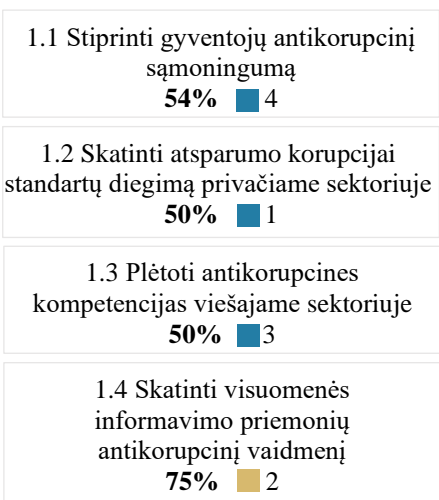 1.1 Stiprinti gyventojų antikorupcinį
sąmoningumą
54% 4
1.2 Skatinti atsparumo korupcijai
standartų diegimą privačiame sektoriuje
50% 1
1.3 Plėtoti antikorupcines
kompetencijas viešajame sektoriuje
50% 3
1.4 Skatinti visuomenės
informavimo priemonių
antikorupcinį vaidmenį
75% 2